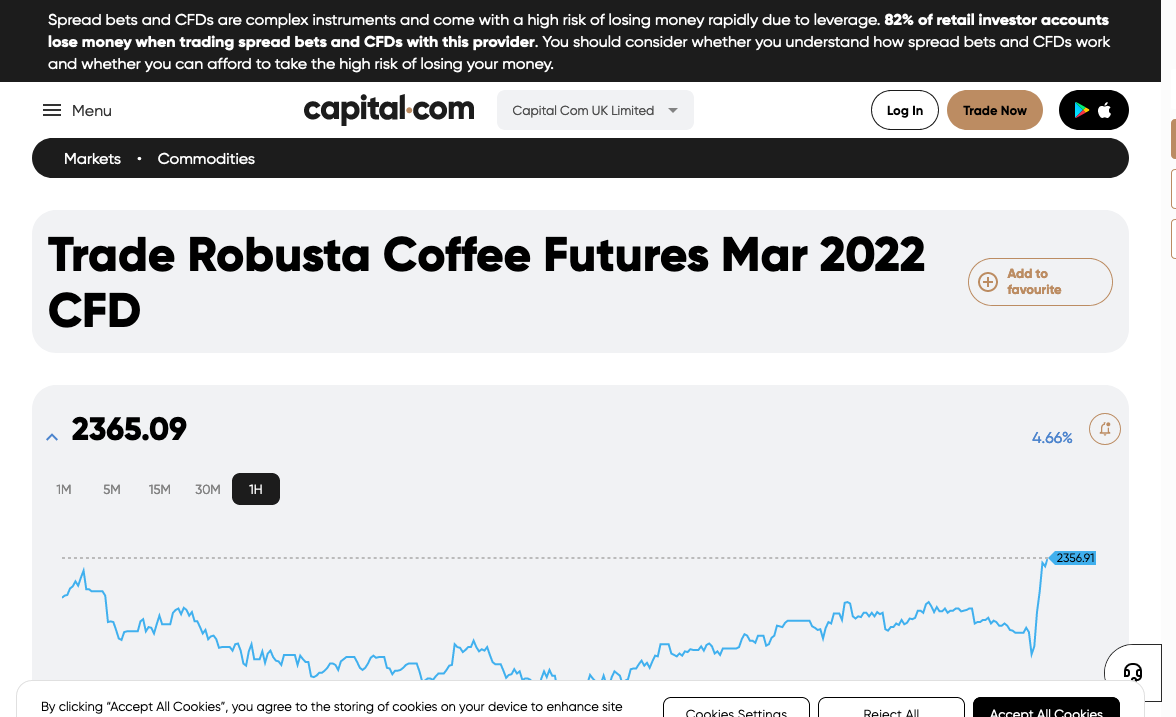 Spread bets and CFDs are complex instruments and come with a high risk of losing money rapidly due to leverage. 82% of retail investor accounts
lose money when trading spread bets and CFDs with this provider. You should consider whether you understand how spread bets and CFDs work
and whether you can afford to take the high risk of losing your money.
Menu
capital.com
Capital Com UK Limited
Log In
Trade Now
Markets • Commodities
Trade Robusta Coffee Futures Mar 2022
CFD
Add to
favourite
2365.09
4.66%
1M 5M 15M 30M 1H
2356.91
By clicking “Accept All Cookies”, you agree to the storing of cookies on your device to enhance site
Cookies Settings
Reject All
Accept All Cookies